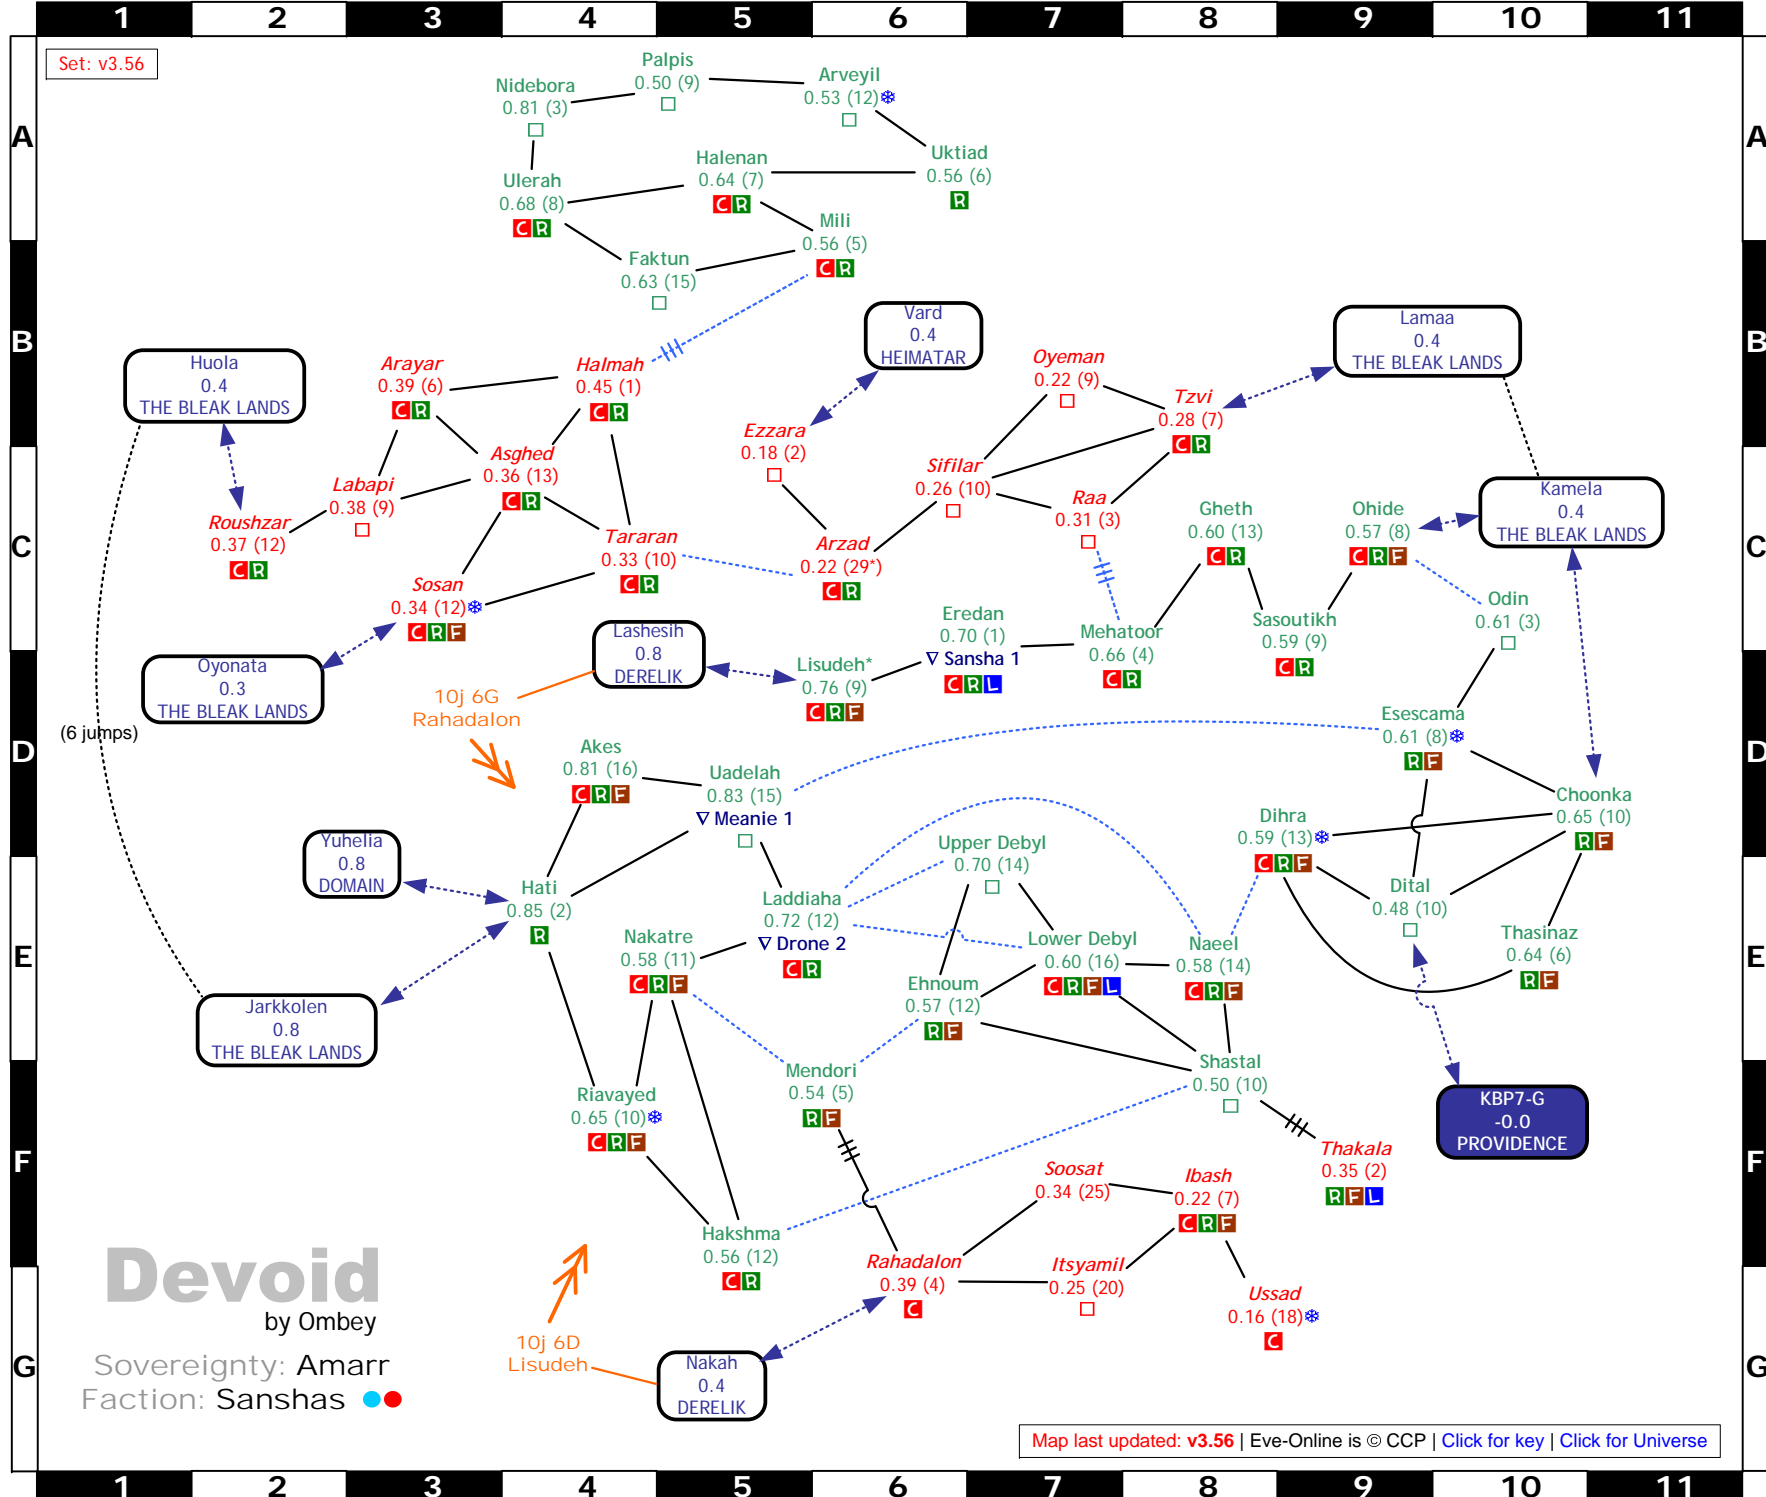 1 2 3 4 5 6 7 8 9 10 11
Set: v3.56
A
A
Palpis
0.50 (9)
Nidebora
0.81 (3)
Arveyil
0.53 (12)
Uktiad
0.56 (6)
R
Halenan
0.64 (7)
C R
Ulerah
0.68 (8)
C R
Mili
0.56 (5)
C R
Faktun
0.63 (15)
B
B
Vard
0.4
HEIMATAR
Lamaa
0.4
THE BLEAK LANDS
Huola
0.4
THE BLEAK LANDS
Arayar
0.39 (6)
C R
Halmah
0.45 (1)
C R
Oyeman
0.22 (9)
Tzvi
0.28 (7)
C R
Ezzara
0.18 (2)
Asghed
0.36 (13)
C R
Sifilar
0.26 (10)
Labapi
0.38 (9)
Raa
0.31 (3)
Kamela
0.4
THE BLEAK LANDS
Roushzar
0.37 (12)
C R
Gheth
0.60 (13)
C R
Ohide
0.57 (8)
C R F
C
C
Tararan
0.33 (10)
C R
Arzad
0.22 (29*)
C R
Sosan
0.34 (12)
C R F
Odin
0.61 (3)
Eredan
0.70 (1)
∇ Sansha 1
C R L
Sasoutikh
0.59 (9)
C R
Mehatoor
0.66 (4)
C R
Lashesih
0.8
DERELIK
Lisudeh*
0.76 (9)
C R F
Oyonata
0.3
THE BLEAK LANDS
10j 6G
Rahadalon
(6 jumps)
D
D
Esescama
0.61 (8)
R F
Akes
0.81 (16)
C R F
Uadelah
0.83 (15)
∇ Meanie 1
Choonka
0.65 (10)
R F
Dihra
0.59 (13)
C R F
Yuhelia
0.8
DOMAIN
Upper Debyl
0.70 (14)
Hati
0.85 (2)
R
Laddiaha
0.72 (12)
∇ Drone 2
C R
Dital
0.48 (10)
Thasinaz
0.64 (6)
R F
Nakatre
0.58 (11)
C R F
Lower Debyl
0.60 (16)
C R F L
Naeel
0.58 (14)
C R F
E
E
Ehnoum
0.57 (12)
R F
Jarkkolen
0.8
THE BLEAK LANDS
Mendori
0.54 (5)
R F
Shastal
0.50 (10)
Riavayed
0.65 (10)
C R F
KBP7-G
-0.0
PROVIDENCE
Thakala
0.35 (2)
R F L
F
F
Soosat
0.34 (25)
Ibash
0.22 (7)
C R F
Hakshma
0.56 (12)
C R
Rahadalon
0.39 (4)
C
Itsyamil
0.25 (20)
Ussad
0.16 (18)
C
Devoid
by Ombey
10j 6D
Lisudeh
Nakah
0.4
DERELIK
G
G
Sovereignty: Amarr
Faction: Sanshas
Map last updated: v3.56 | Eve-Online is © CCP | Click for key | Click for Universe
1 2 3 4 5 6 7 8 9 10 11